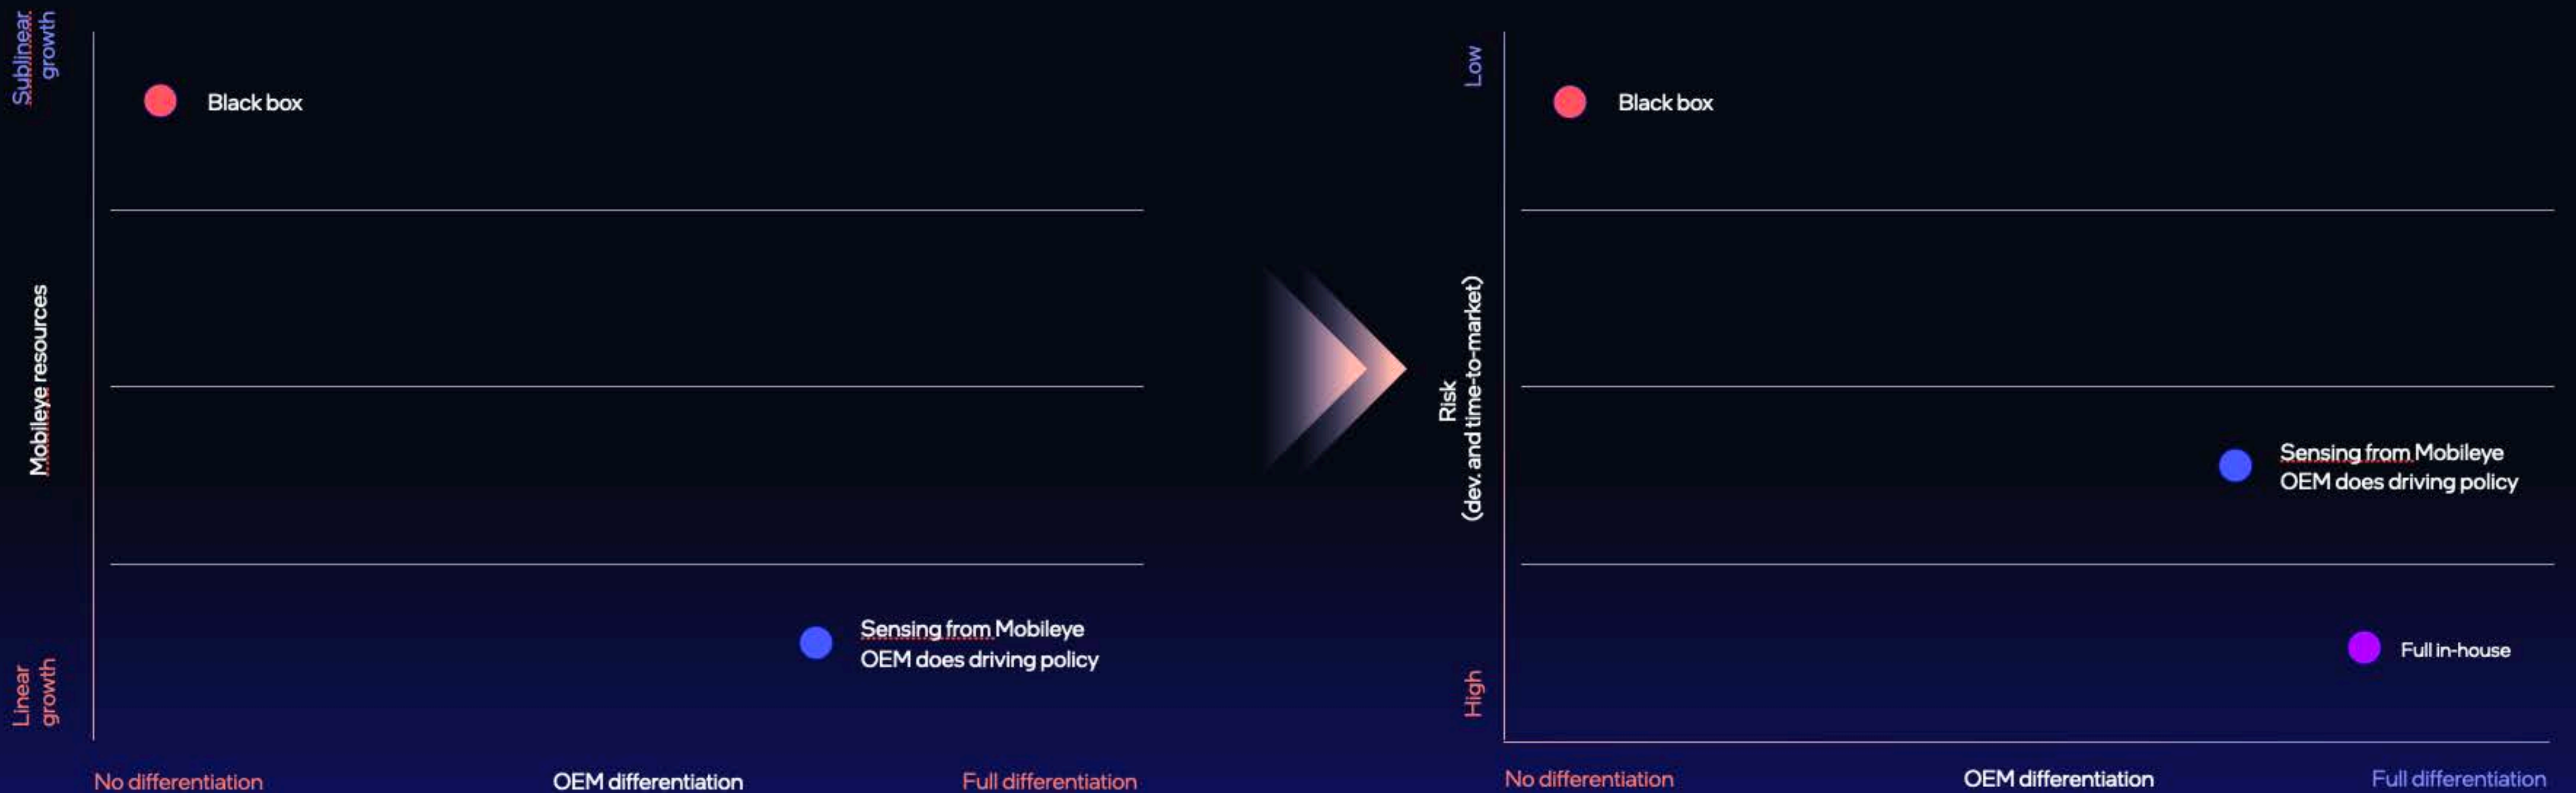 Sublinear
growth
Black box
Mobileye resources
Sensing from Mobileye
OEM does driving policy
Linear
growth
No differentiation
OEM differentiation
Full differentiation
Low
Black box
Risk
(dev. and time-to-market)
Sensing from Mobileye
OEM does driving policy
Full in-house
High
No differentiation
OEM differentiation
Full differentiation